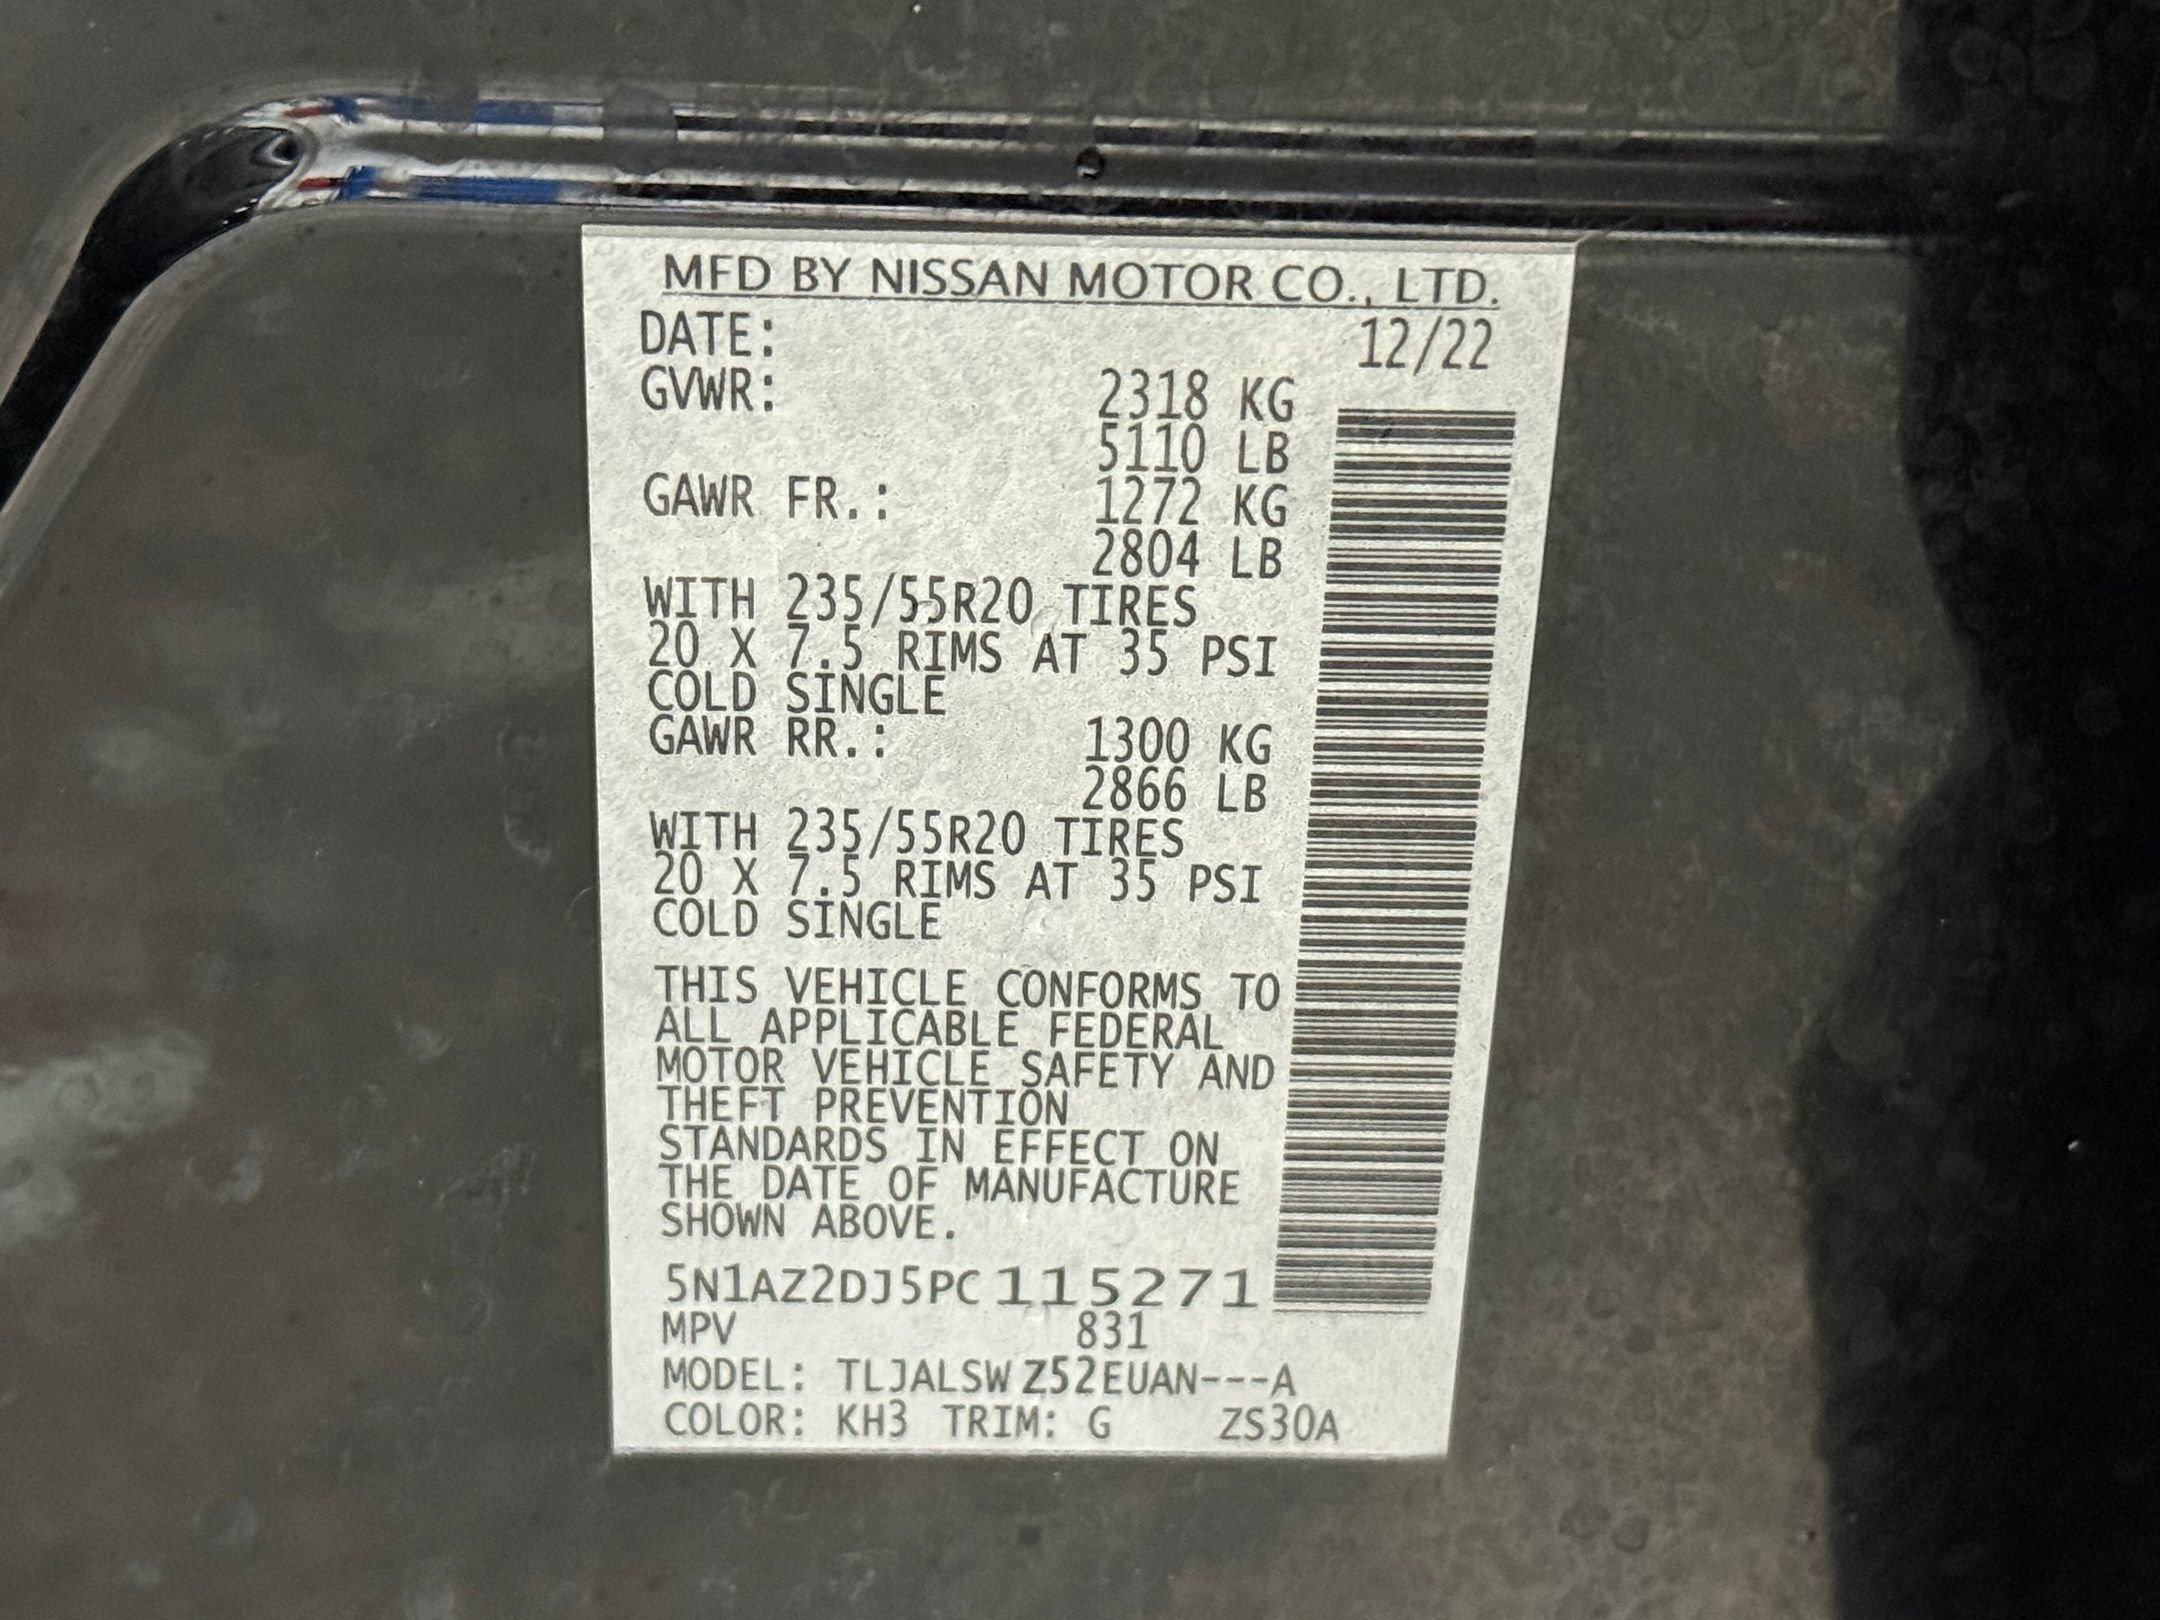 MFD BY NISSAN MOTOR CO., LTD.
DATE: 12/22
GVWR: 2318 KG
5110 LB
GAWR FR.: 1272 KG
2804 LB
WITH 235/55R20 TIRES
20 X 7.5 RIMS AT 35 PSI
COLD SINGLE
GAWR RR.: 1300 KG
2866 LB
WITH 235/55R20 TIRES
20 X 7.5 RIMS AT 35 PSI
COLD SINGLE
THIS VEHICLE CONFORMS TO
ALL APPLICABLE FEDERAL
MOTOR VEHICLE SAFETY AND
THEFT PREVENTION
STANDARDS IN EFFECT ON
THE DATE OF MANUFACTURE
SHOWN ABOVE.
5N1AZ2DJ5PC115271
MPV 831
MODEL: TLJALSWZ52EUAN---A
COLOR: KH3 TRIM: G ZS30A